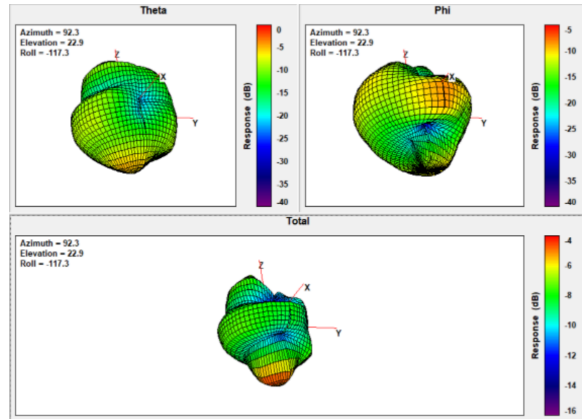 Theta
Azimuth = 92.3
Elevation = 22.9
Roll = -117.3
Z
X
Y
0
-5
-10
-15
-20
-25
-30
-35
-40
Response (dB)
Phi
Azimuth = 92.3
Elevation = 22.9
Roll = -117.3
Z
X
Y
-5
-10
-15
-20
-25
-30
-35
-40
Response (dB)
Total
Azimuth = 92.3
Elevation = 22.9
Roll = -117.3
Z
X
Y
-4
-6
-8
-10
-12
-14
-16
Response (dB)